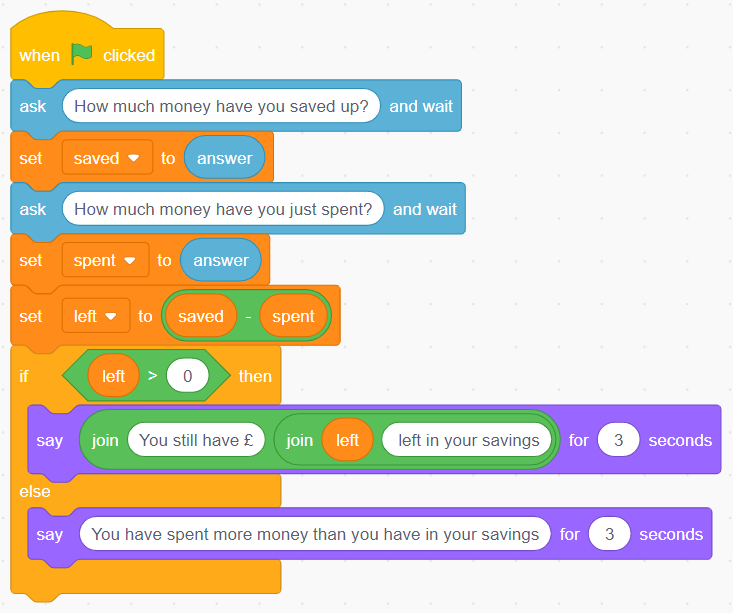 when clicked
ask How much money have you saved up? and wait
set saved to answer
ask How much money have you just spent? and wait
set spent to answer
set left to saved - spent
if left > 0 then
say join You still have £ join left left in your savings for 3 seconds
else
say You have spent more money than you have in your savings for 3 seconds